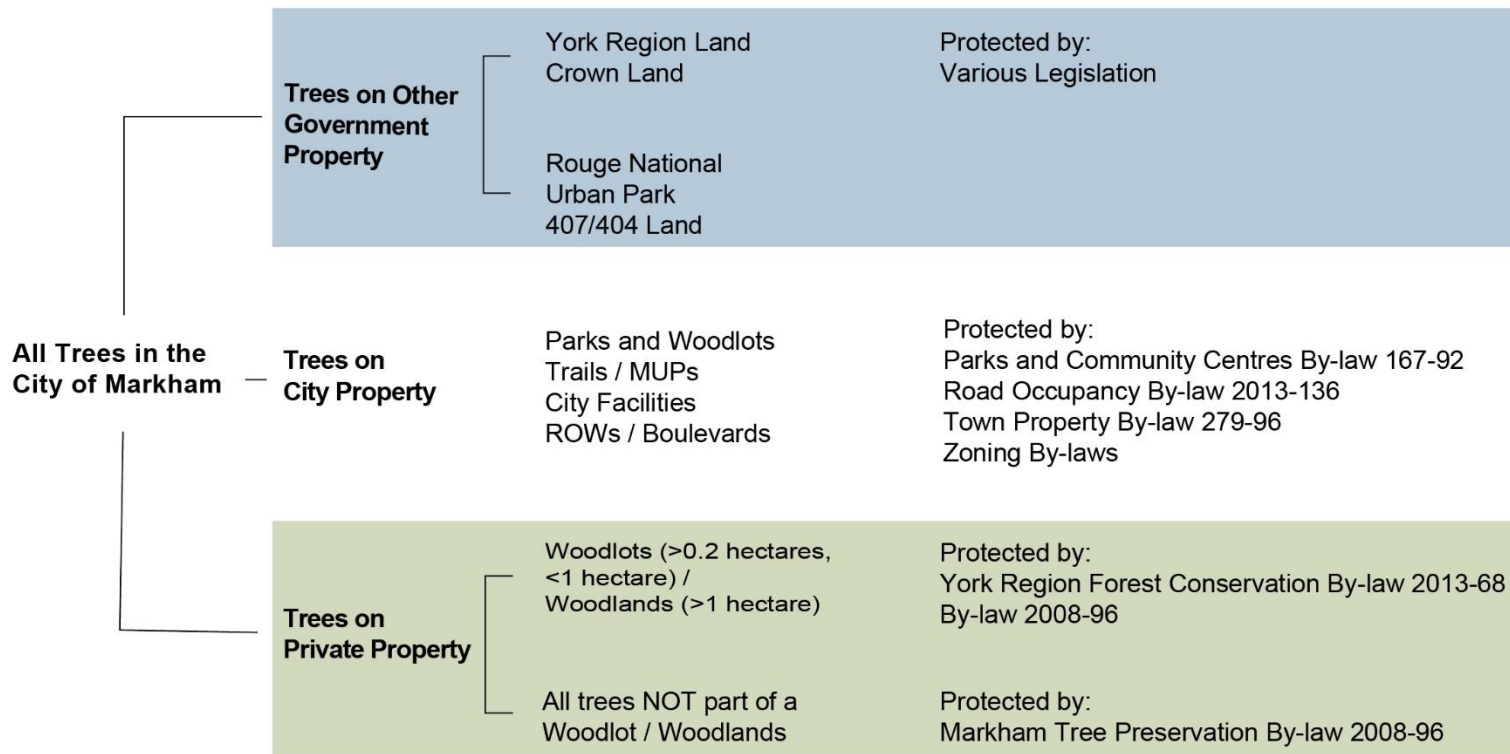 All Trees in the
City of Markham
Trees on Other
Government
Property
York Region Land
Crown Land
Rouge National
Urban Park
407/404 Land
Protected by:
Various Legislation
Trees on
City Property
Parks and Woodlots
Trails / MUPs
City Facilities
ROWs / Boulevards
Protected by:
Parks and Community Centres By-law 167-92
Road Occupancy By-law 2013-136
Town Property By-law 279-96
Zoning By-laws
Trees on
Private Property
Woodlots (>0.2 hectares,
<1 hectare) /
Woodlands (>1 hectare)
Protected by:
York Region Forest Conservation By-law 2013-68
By-law 2008-96
All trees NOT part of a
Woodlot / Woodlands
Protected by:
Markham Tree Preservation By-law 2008-96